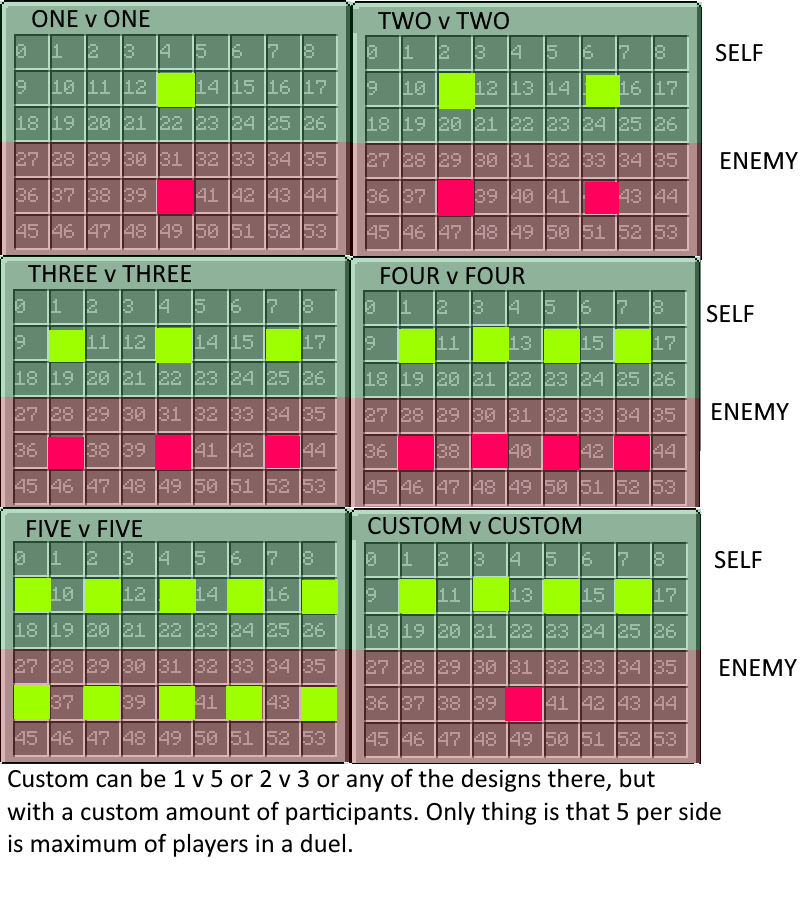 ONE v ONE
0 1 2 3 4 5 6 7 8
9 10 11 12 14 15 16 17
18 19 20 21 22 23 24 25 26
27 28 29 30 31 32 33 34 35
36 37 38 39 41 42 43 44
45 46 47 48 49 50 51 52 53
TWO v TWO
0 1 2 3 4 5 6 7 8
9 10 12 13 14 16 17
18 19 20 21 22 23 24 25 26
27 28 29 30 31 32 33 34 35
36 37 39 40 41 43 44
45 46 47 48 49 50 51 52 53
SELF
ENEMY
THREE v THREE
0 1 2 3 4 5 6 7 8
9 11 12 14 15 17
18 19 20 21 22 23 24 25 26
27 28 29 30 31 32 33 34 35
36 38 39 41 42 44
45 46 47 48 49 50 51 52 53
FOUR v FOUR
0 1 2 3 4 5 6 7 8
9 11 13 15 17
18 19 20 21 22 23 24 25 26
27 28 29 30 31 32 33 34 35
36 38 40 42 44
45 46 47 48 49 50 51 52 53
SELF
ENEMY
FIVE v FIVE
0 1 2 3 4 5 6 7 8
10 12 14 16
18 19 20 21 22 23 24 25 26
27 28 29 30 31 32 33 34 35
37 39 41 43
45 46 47 48 49 50 51 52 53
CUSTOM v CUSTOM
0 1 2 3 4 5 6 7 8
9 11 13 15 17
18 19 20 21 22 23 24 25 26
27 28 29 30 31 32 33 34 35
36 37 38 39 41 42 43 44
45 46 47 48 49 50 51 52 53
SELF
ENEMY
Custom can be 1 v 5 or 2 v 3 or any of the designs there, but
with a custom amount of participants. Only thing is that 5 per side
is maximum of players in a duel.